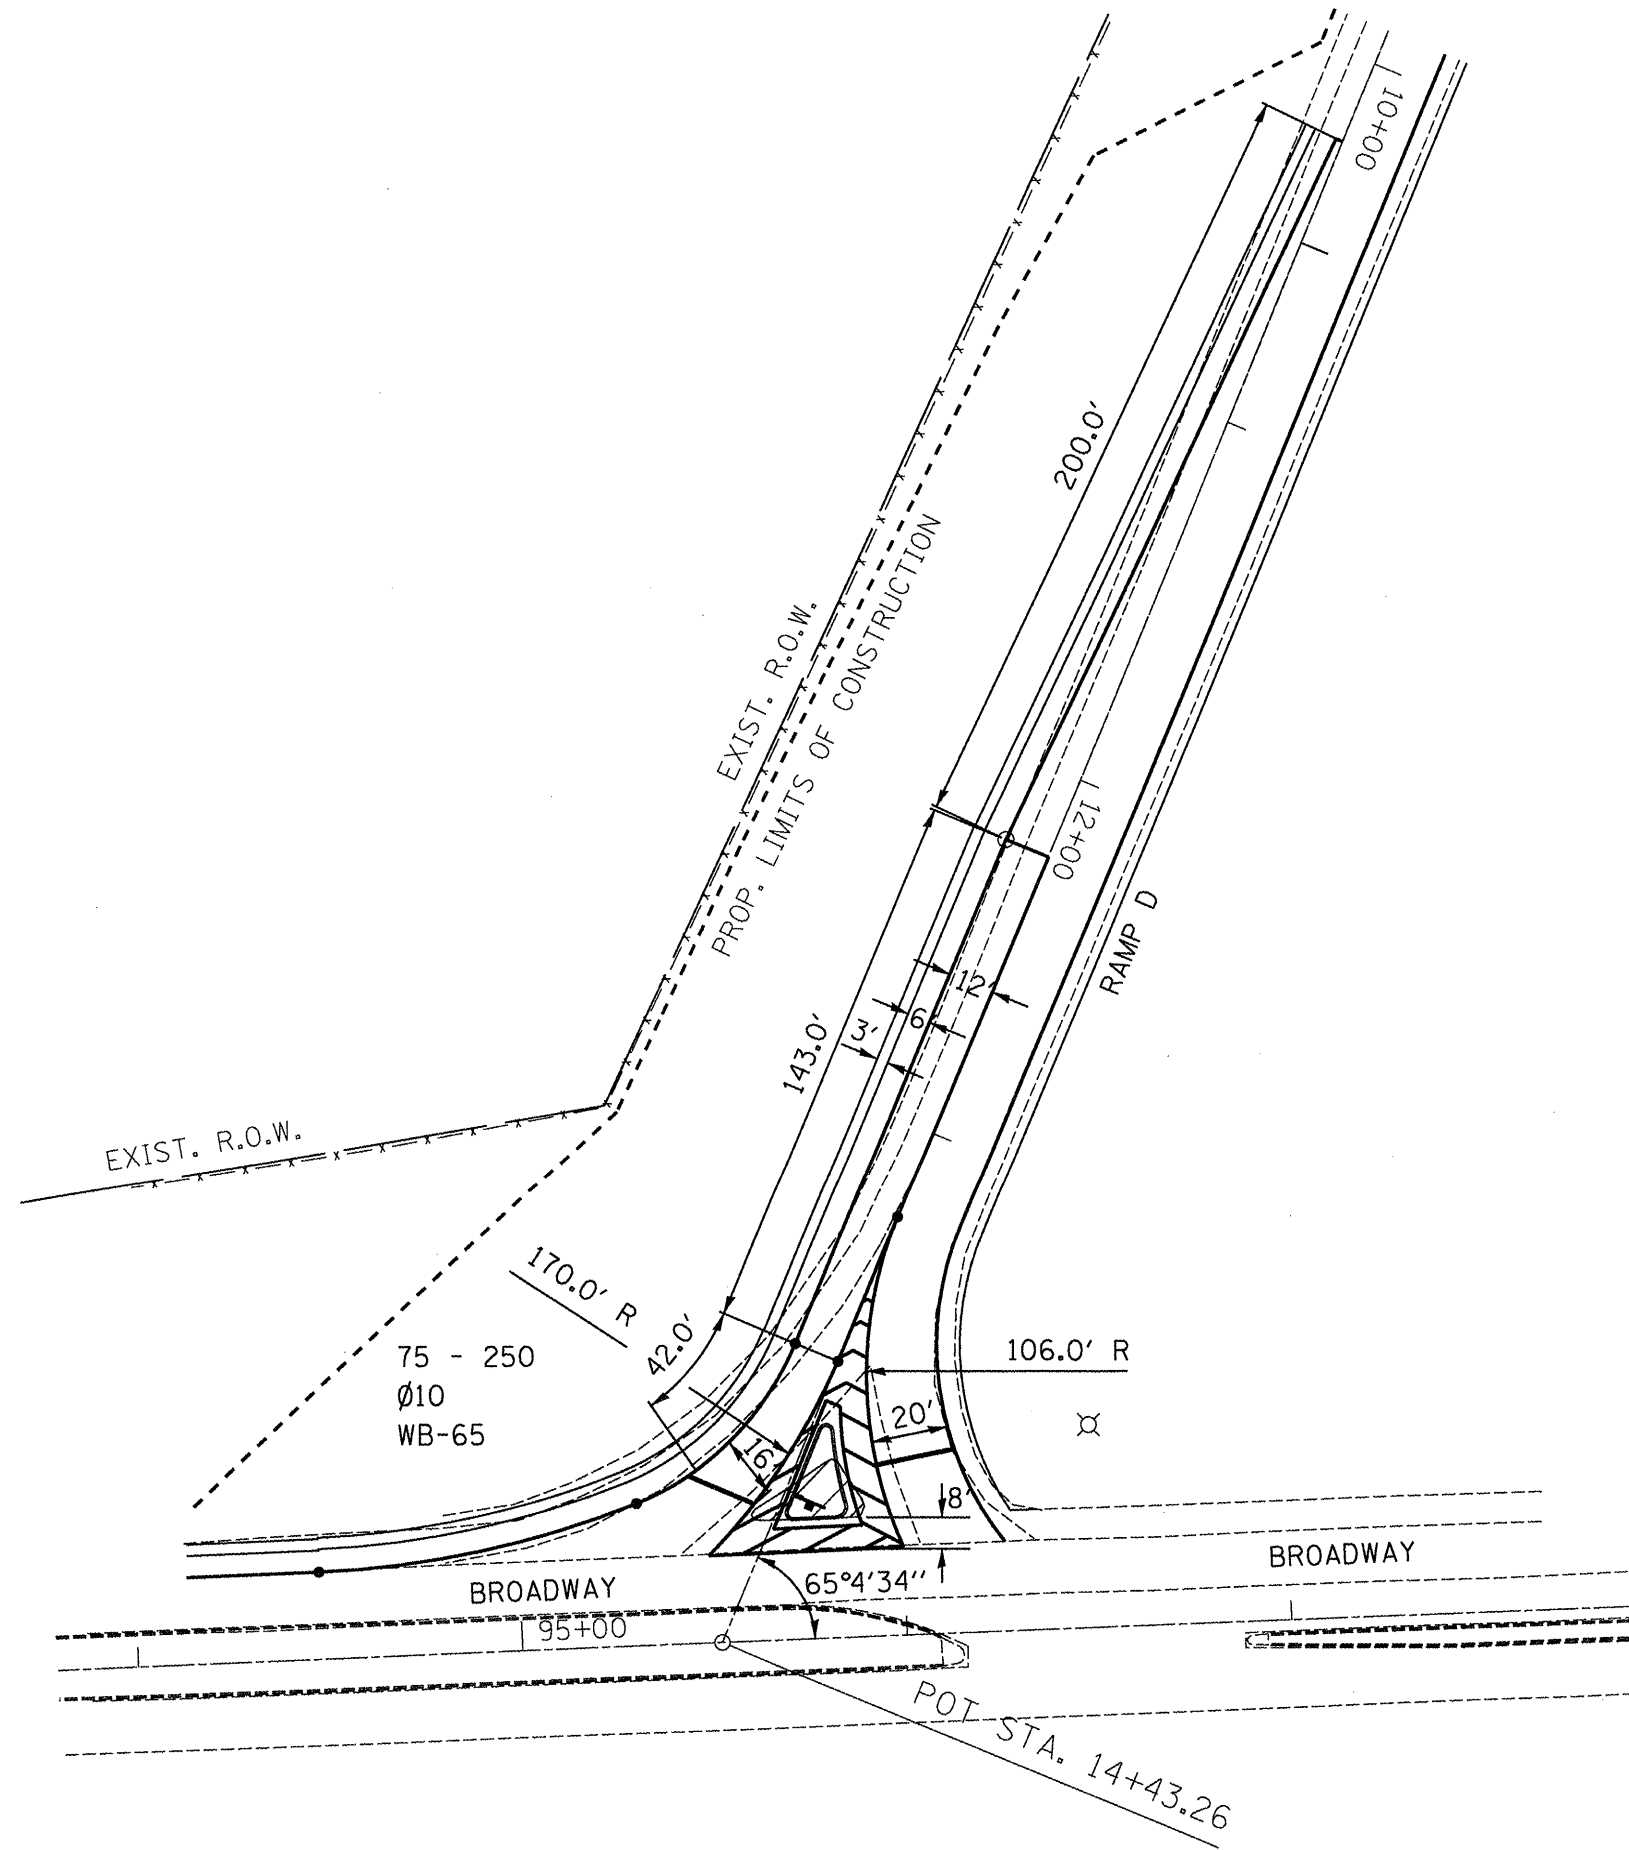 10+00
200.0'
EXIST. R.O.W.
PROP. LIMITS OF CONSTRUCTION
12+00
RAMP D
12'
6'
3'
143.0'
EXIST. R.O.W.
170.0' R
42.0'
75 - 250
Ø10
WB-65
106.0' R
20'
16'
8'
BROADWAY
65°4'34''
BROADWAY
95+00
POT STA. 14+43.26